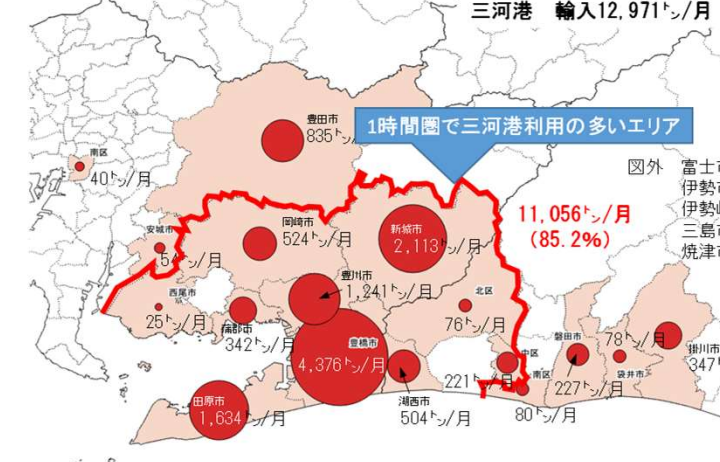 三河港 輸入12,971㌧/月
1時間圏で三河港利用の多いエリア
豊田市
835㌧/月
南区
40㌧/月
図外 富士市
伊勢市
伊勢崎
三島市
焼津市
11,056㌧/月
(85.2%)
岡崎市
524㌧/月
新城市
2,113㌧/月
安城市
54㌧/月
豊川市
1,241㌧/月
西尾市
25㌧/月
北区
76㌧/月
蒲郡市
342㌧/月
豊橋市
4,376㌧/月
磐田市
227㌧/月
78㌧/月
袋井市
掛川市
347㌧
中区
221㌧/月
南区
80㌧/月
湖西市
504㌧/月
田原市
1,634㌧/月